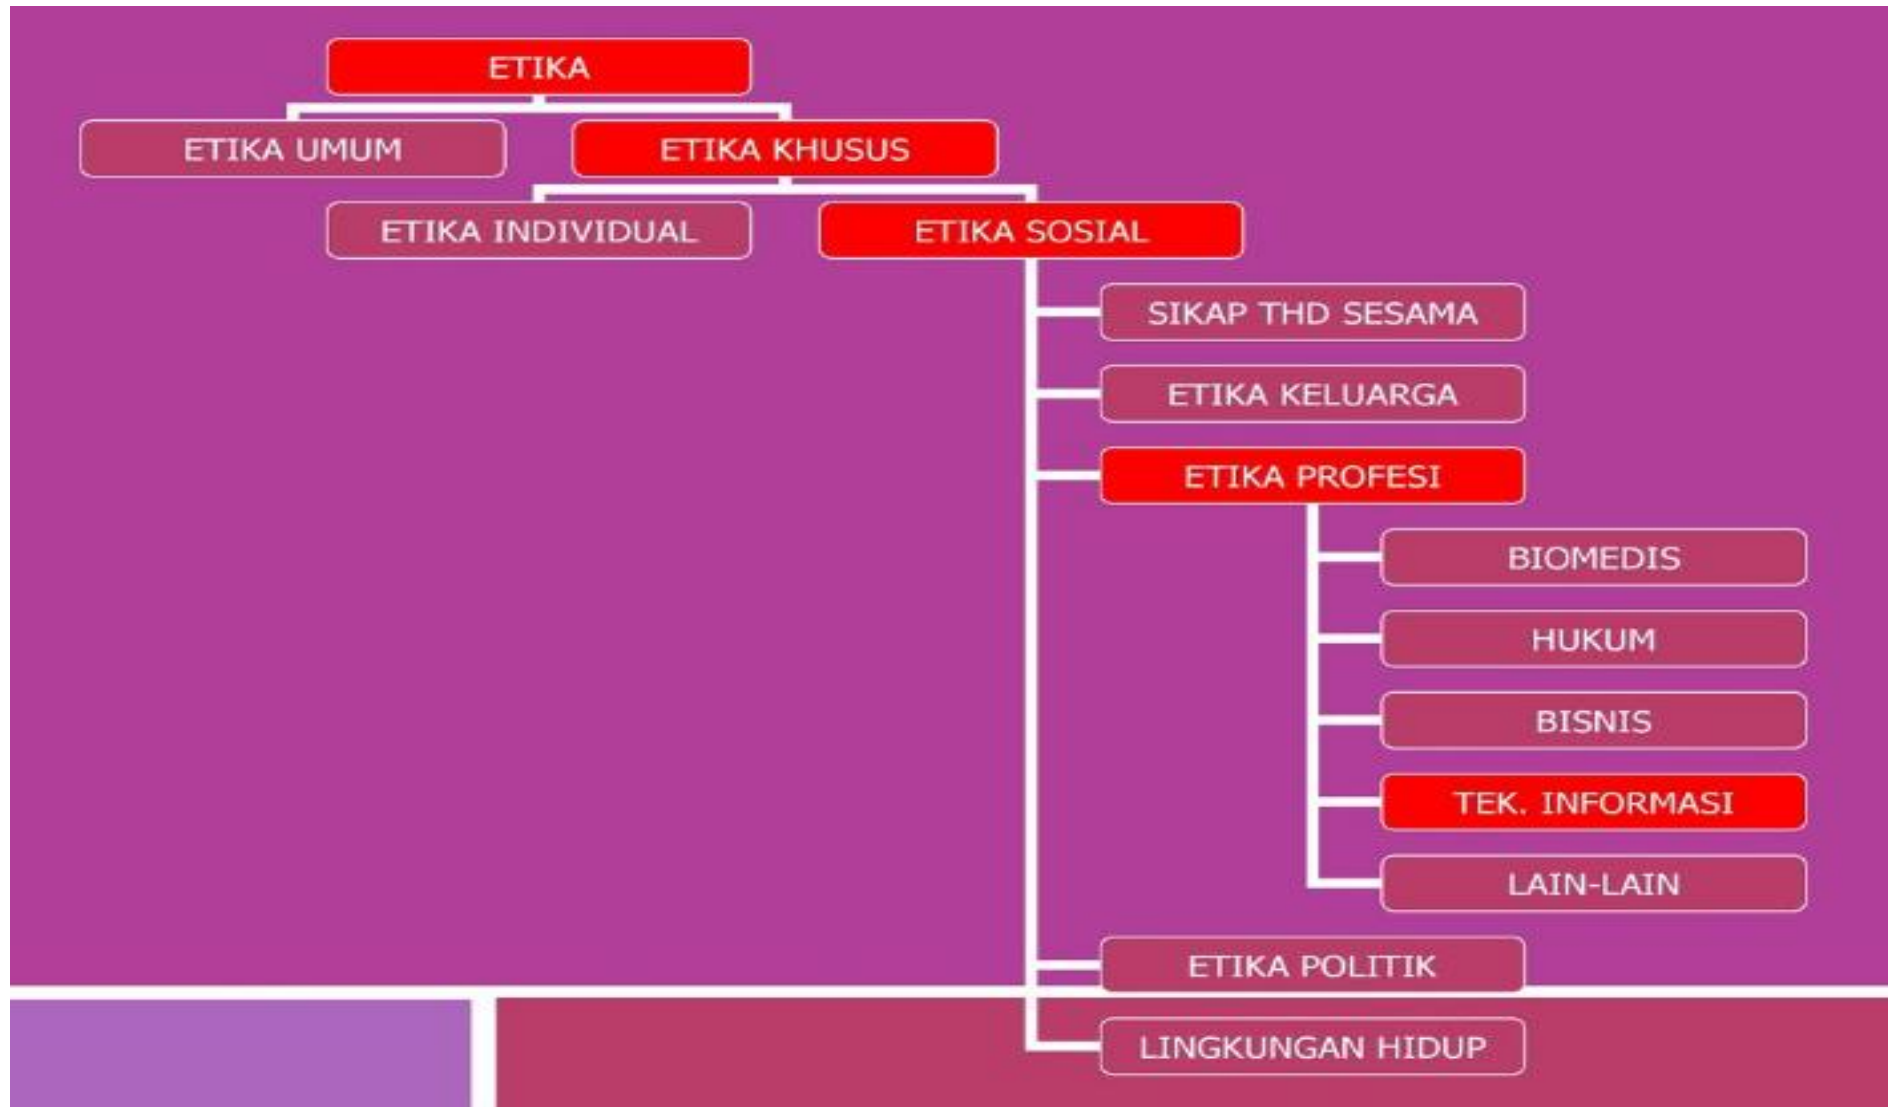 ETIKA
ETIKA UMUM
ETIKA KHUSUS
ETIKA INDIVIDUAL
ETIKA SOSIAL
SIKAP THD SESAMA
ETIKA KELUARGA
ETIKA PROFESI
BIOMEDIS
HUKUM
BISNIS
TEK. INFORMASI
LAIN-LAIN
ETIKA POLITIK
LINGKUNGAN HIDUP